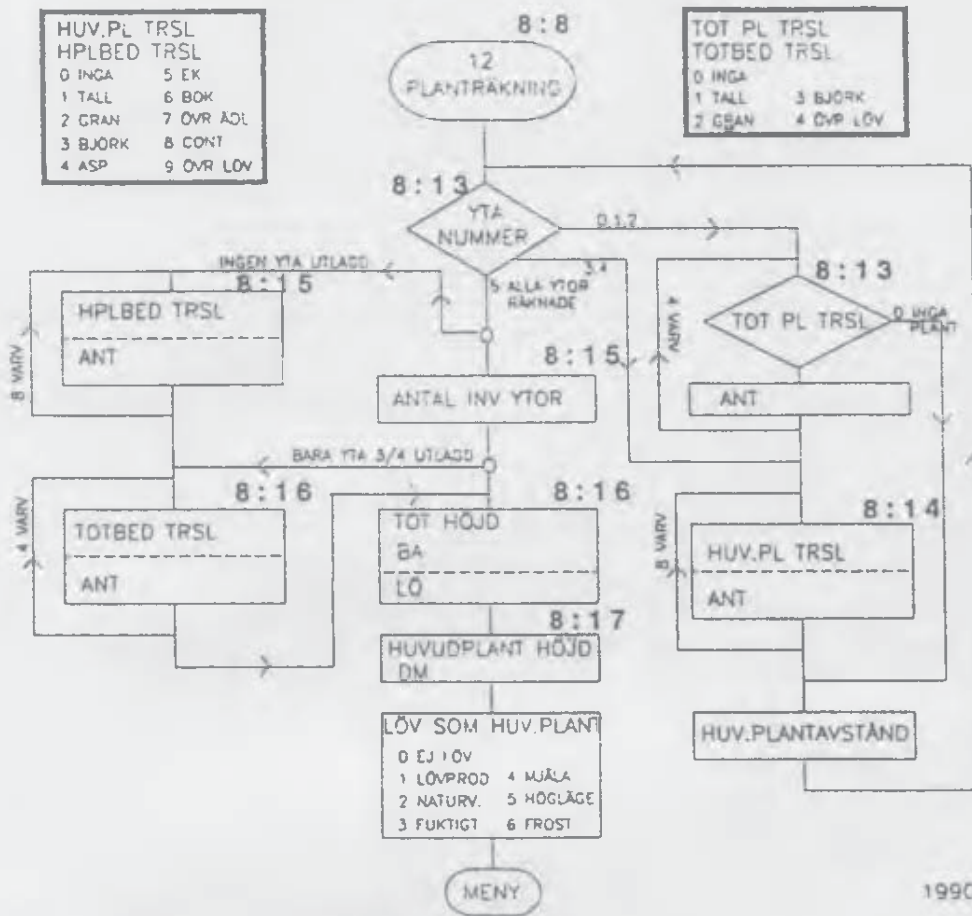 HUV.PL TRSL
HPLBED TRSL
0 INGA 5 EK
1 TALL 6 BOK
2 GRAN 7 ÖVR ÄDL
3 BJÖRK 8 CONT
4 ASP 9 ÖVR LÖV
8:8
12
PLANTRÄKNING
TOT PL TRSL
TOTBED TRSL
0 INGA
1 TALL 3 BJÖRK
2 GRAN 4 ÖVR LÖV
8:13
YTA
NUMMER
0,1,2
3,4
5 ALLA YTOR
RÄKNADE
INGEN YTA UTLAGD
8:15
HPLBED TRSL
ANT
8 VARV
8:13
TOT PL TRSL
0 INGA
PLANT
4 VARV
ANT
8:15
ANTAL INV YTOR
BARA YTA 3/4 UTLAGD
8:16
TOTBED TRSL
ANT
4 VARV
8:16
TOT HÖJD
BA
LÖ
8:14
HUV.PL TRSL
ANT
8 VARV
8:17
HUVUDPLANT HÖJD
DM
HUV.PLANTAVSTÅND
LÖV SOM HUV.PLANT
0 EJ LÖV
1 LÖVPROD 4 MJÄLA
2 NATURV. 5 HÖGLÄGE
3 FUKTIGT 6 FROST
MENY
1990